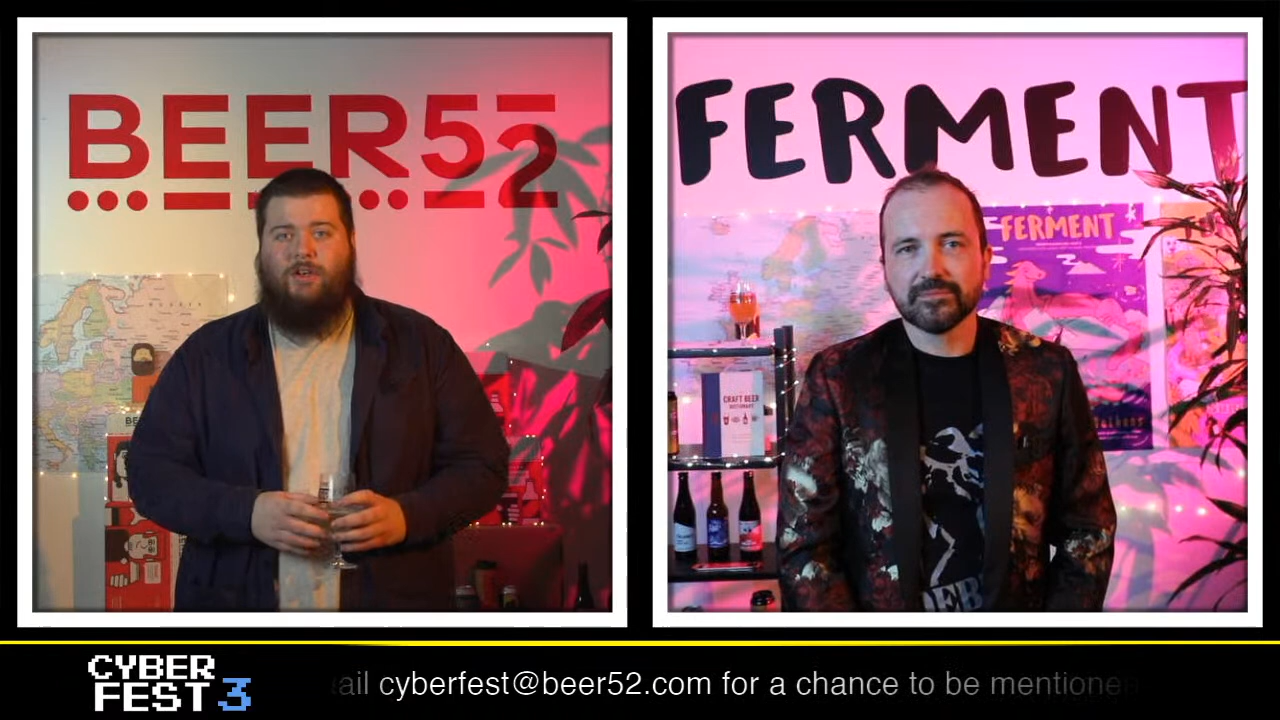 BEER52
FERMENT
FERMENT
CRAFT BEER
CYBER
FEST 3
ail cyberfest@beer52.com for a chance to be mentione